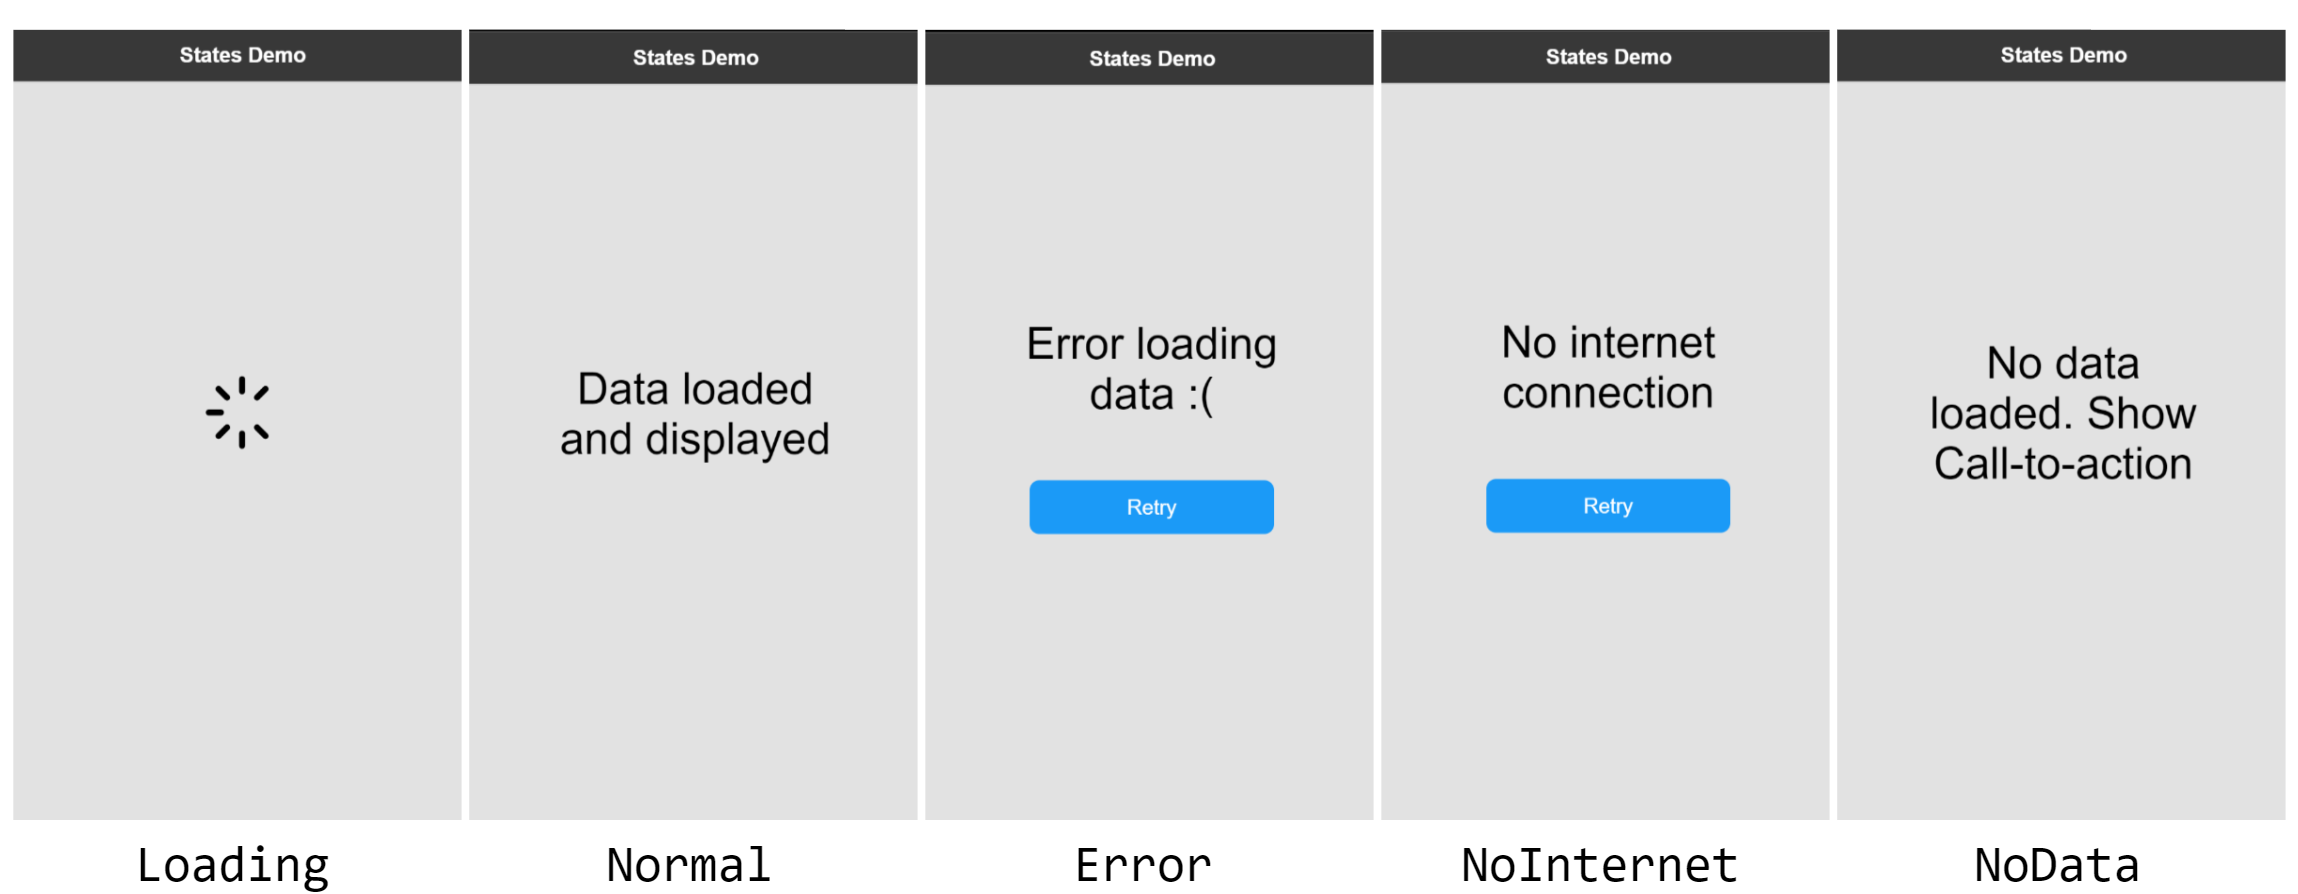 States Demo
States Demo
States Demo
States Demo
States Demo
Data loaded
and displayed
Error loading
data :(
Retry
No internet
connection
Retry
No data
loaded. Show
Call-to-action
Loading
Normal
Error
NoInternet
NoData